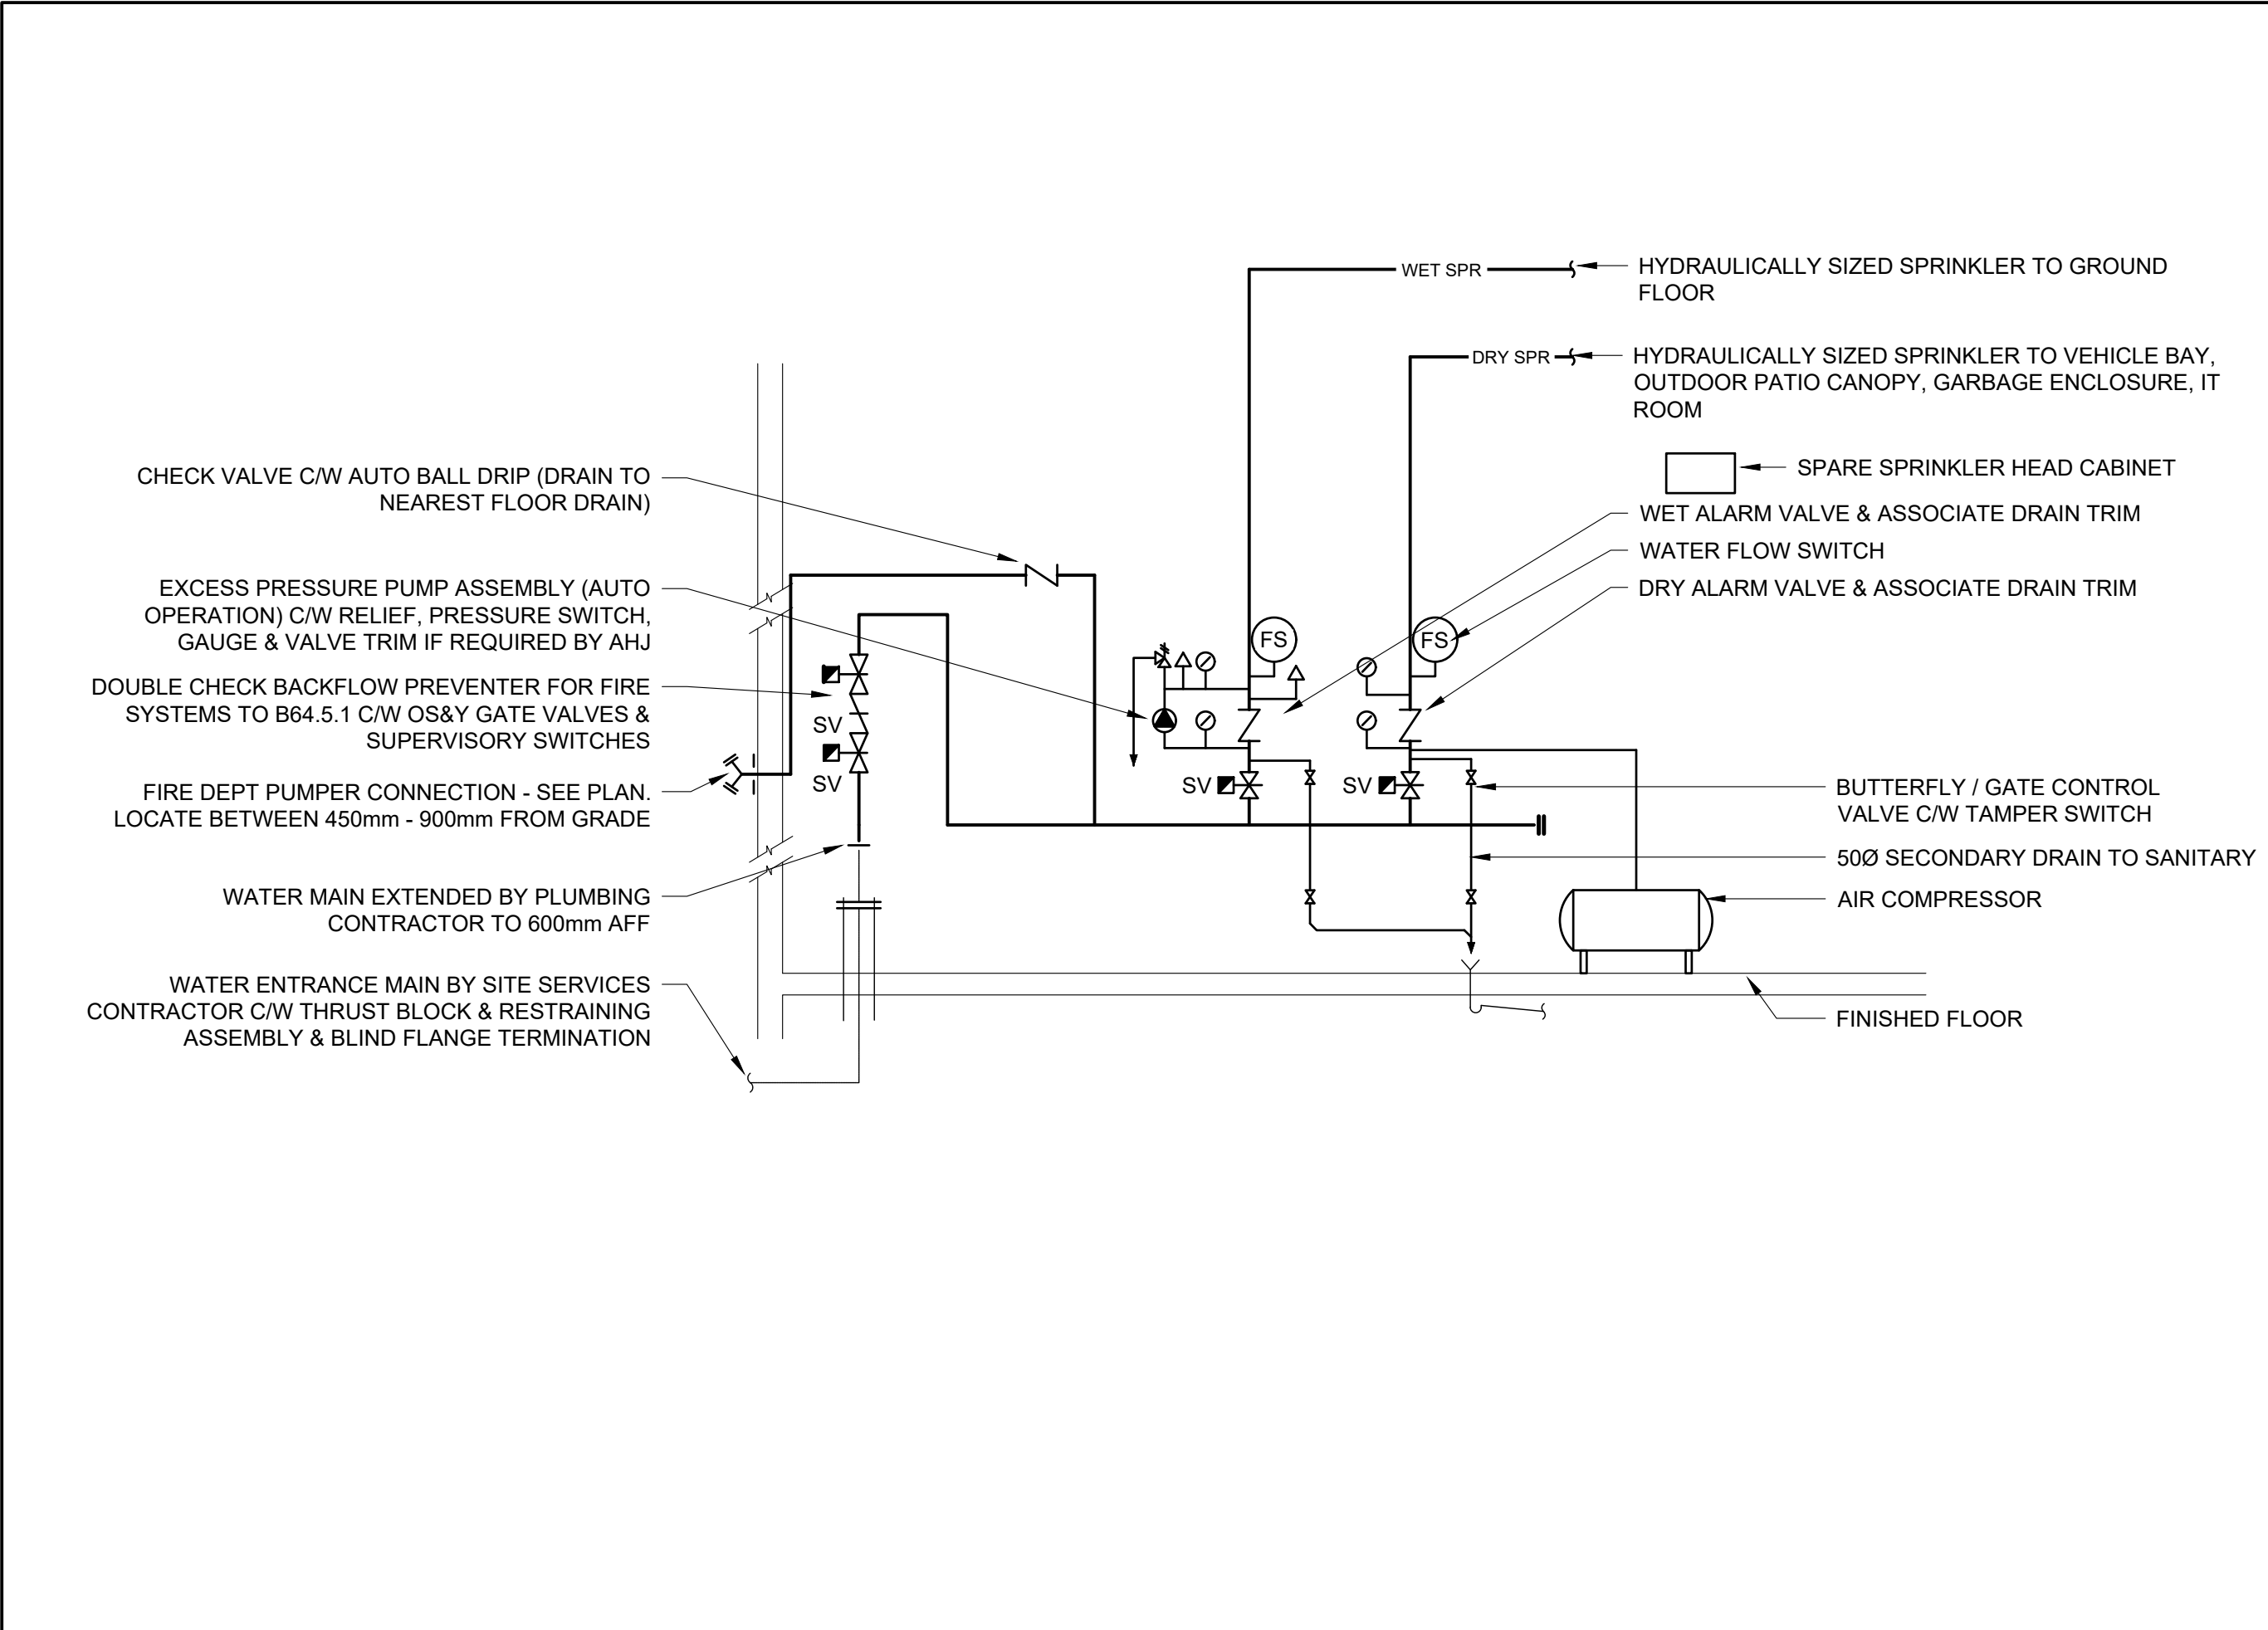 WET SPR
HYDRAULICALLY SIZED SPRINKLER TO GROUND
FLOOR
DRY SPR
HYDRAULICALLY SIZED SPRINKLER TO VEHICLE BAY,
OUTDOOR PATIO CANOPY, GARBAGE ENCLOSURE, IT
ROOM
SPARE SPRINKLER HEAD CABINET
WET ALARM VALVE & ASSOCIATE DRAIN TRIM
WATER FLOW SWITCH
DRY ALARM VALVE & ASSOCIATE DRAIN TRIM
CHECK VALVE C/W AUTO BALL DRIP (DRAIN TO
NEAREST FLOOR DRAIN)
EXCESS PRESSURE PUMP ASSEMBLY (AUTO
OPERATION) C/W RELIEF, PRESSURE SWITCH,
GAUGE & VALVE TRIM IF REQUIRED BY AHJ
DOUBLE CHECK BACKFLOW PREVENTER FOR FIRE
SYSTEMS TO B64.5.1 C/W OS&Y GATE VALVES &
SUPERVISORY SWITCHES
FIRE DEPT PUMPER CONNECTION - SEE PLAN.
LOCATE BETWEEN 450mm - 900mm FROM GRADE
WATER MAIN EXTENDED BY PLUMBING
CONTRACTOR TO 600mm AFF
WATER ENTRANCE MAIN BY SITE SERVICES
CONTRACTOR C/W THRUST BLOCK & RESTRAINING
ASSEMBLY & BLIND FLANGE TERMINATION
SV
SV
FS
FS
SV
SV
BUTTERFLY / GATE CONTROL
VALVE C/W TAMPER SWITCH
50Ø SECONDARY DRAIN TO SANITARY
AIR COMPRESSOR
FINISHED FLOOR